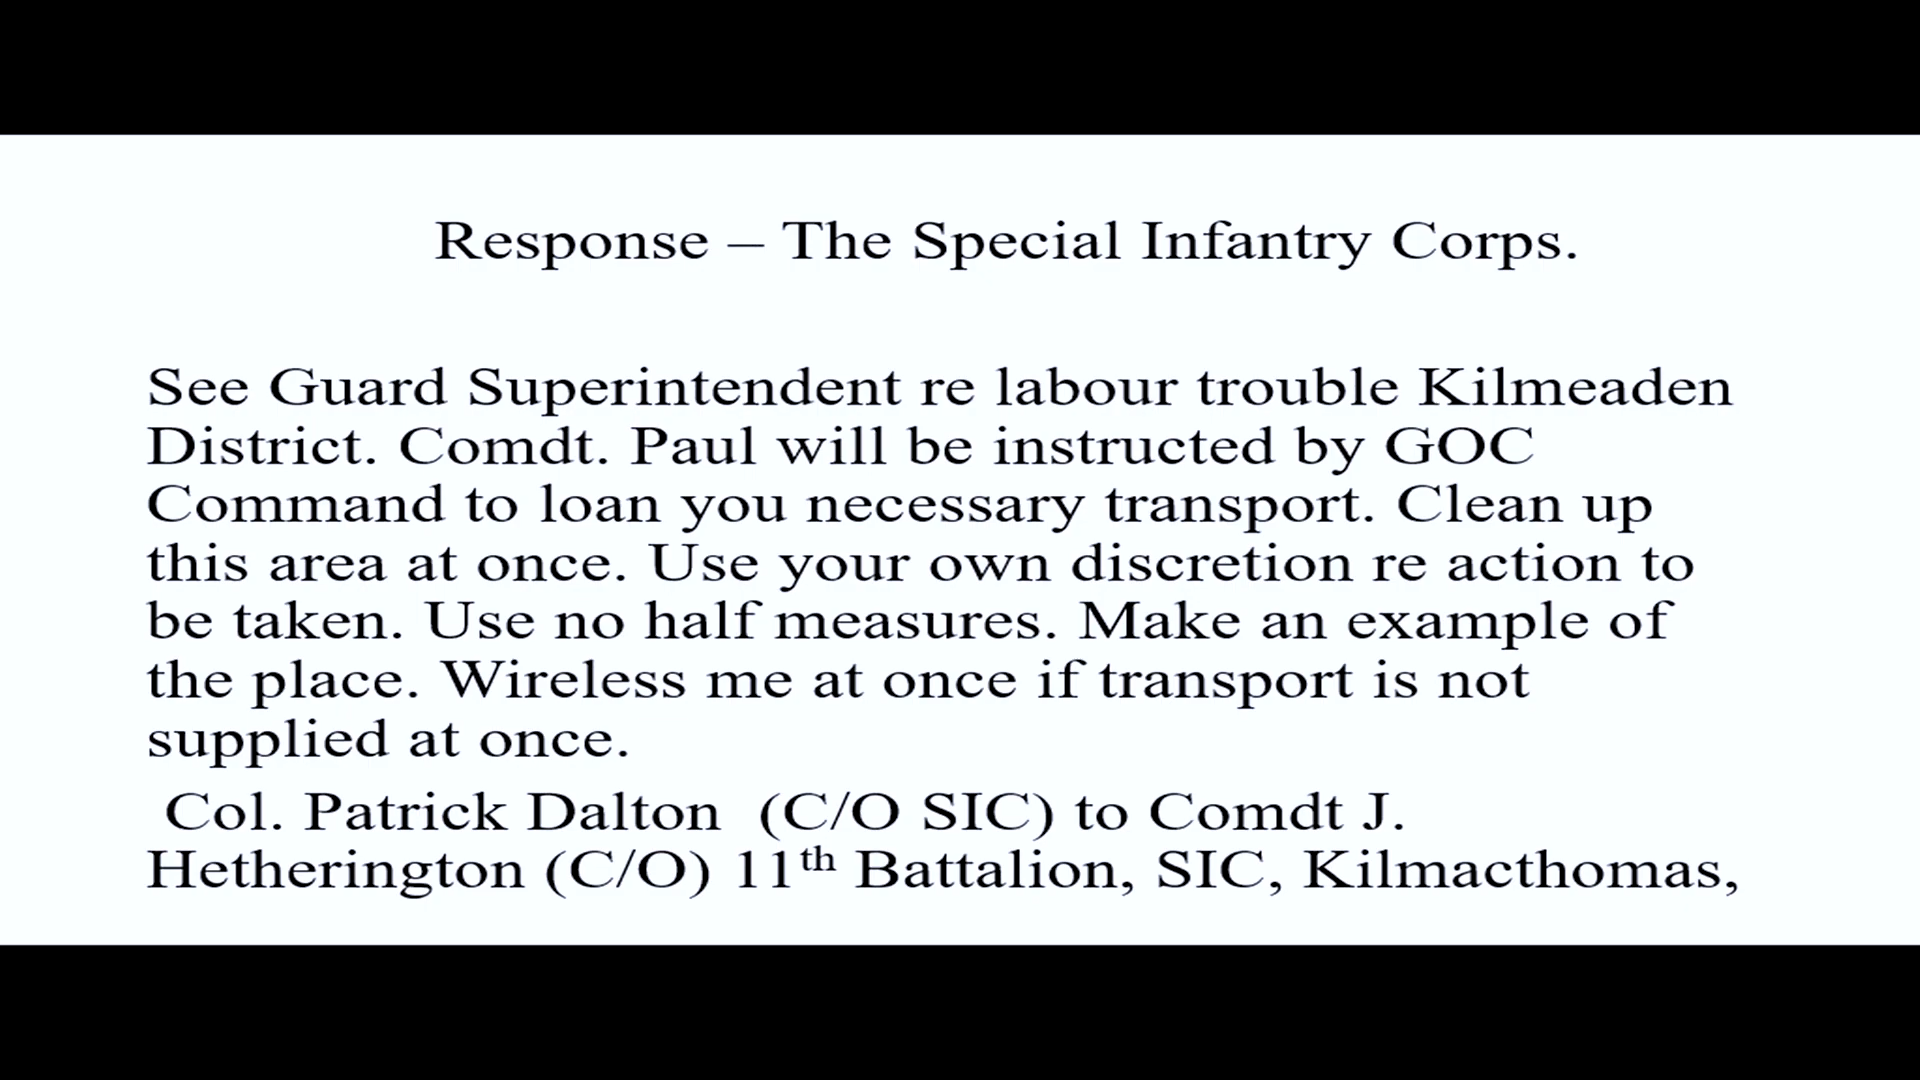 Response – The Special Infantry Corps.
See Guard Superintendent re labour trouble Kilmeaden
District. Comdt. Paul will be instructed by GOC
Command to loan you necessary transport. Clean up
this area at once. Use your own discretion re action to
be taken. Use no half measures. Make an example of
the place. Wireless me at once if transport is not
supplied at once.
Col. Patrick Dalton  (C/O SIC) to Comdt J.
Hetherington (C/O) 11th Battalion, SIC, Kilmacthomas,